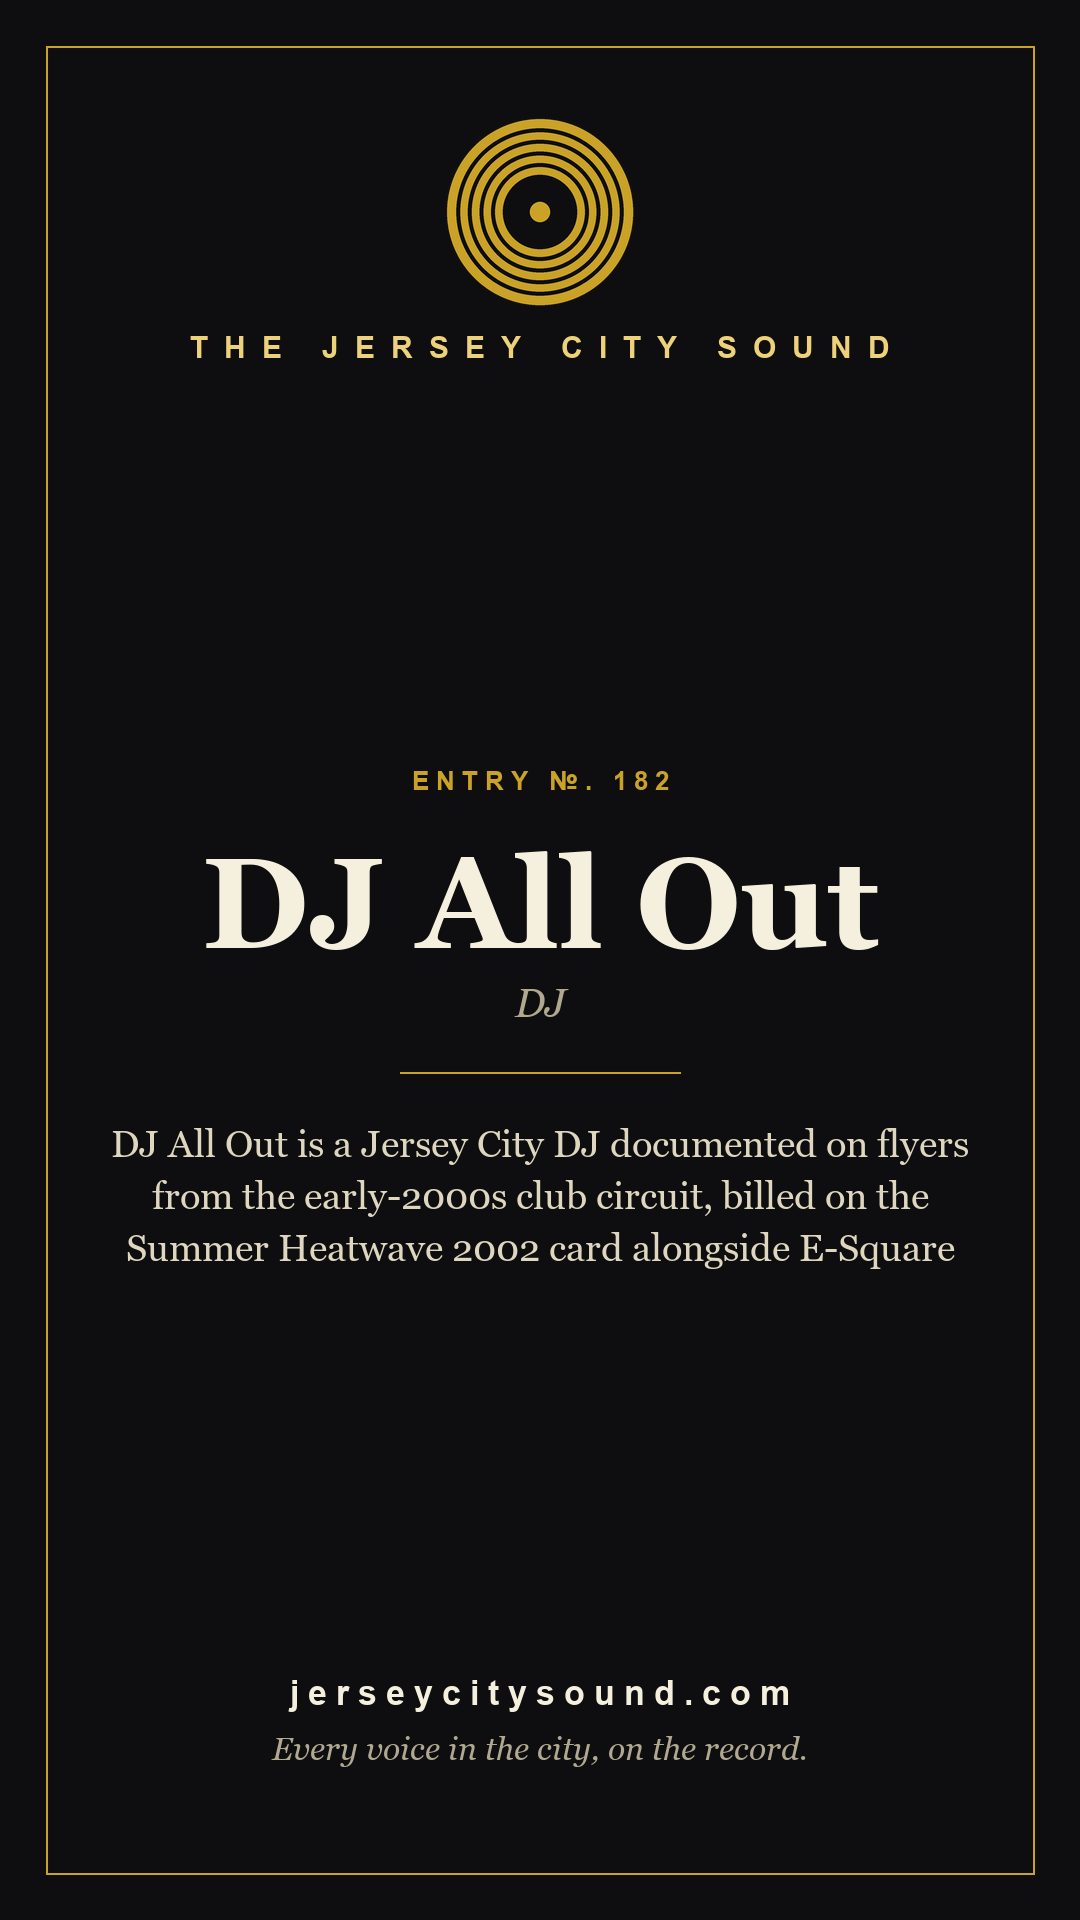 THE JERSEY CITY SOUND
ENTRY №. 182
DJ All Out
DJ
DJ All Out is a Jersey City DJ documented on flyers
from the early-2000s club circuit, billed on the
Summer Heatwave 2002 card alongside E-Square
jerseycitysound.com
Every voice in the city, on the record.